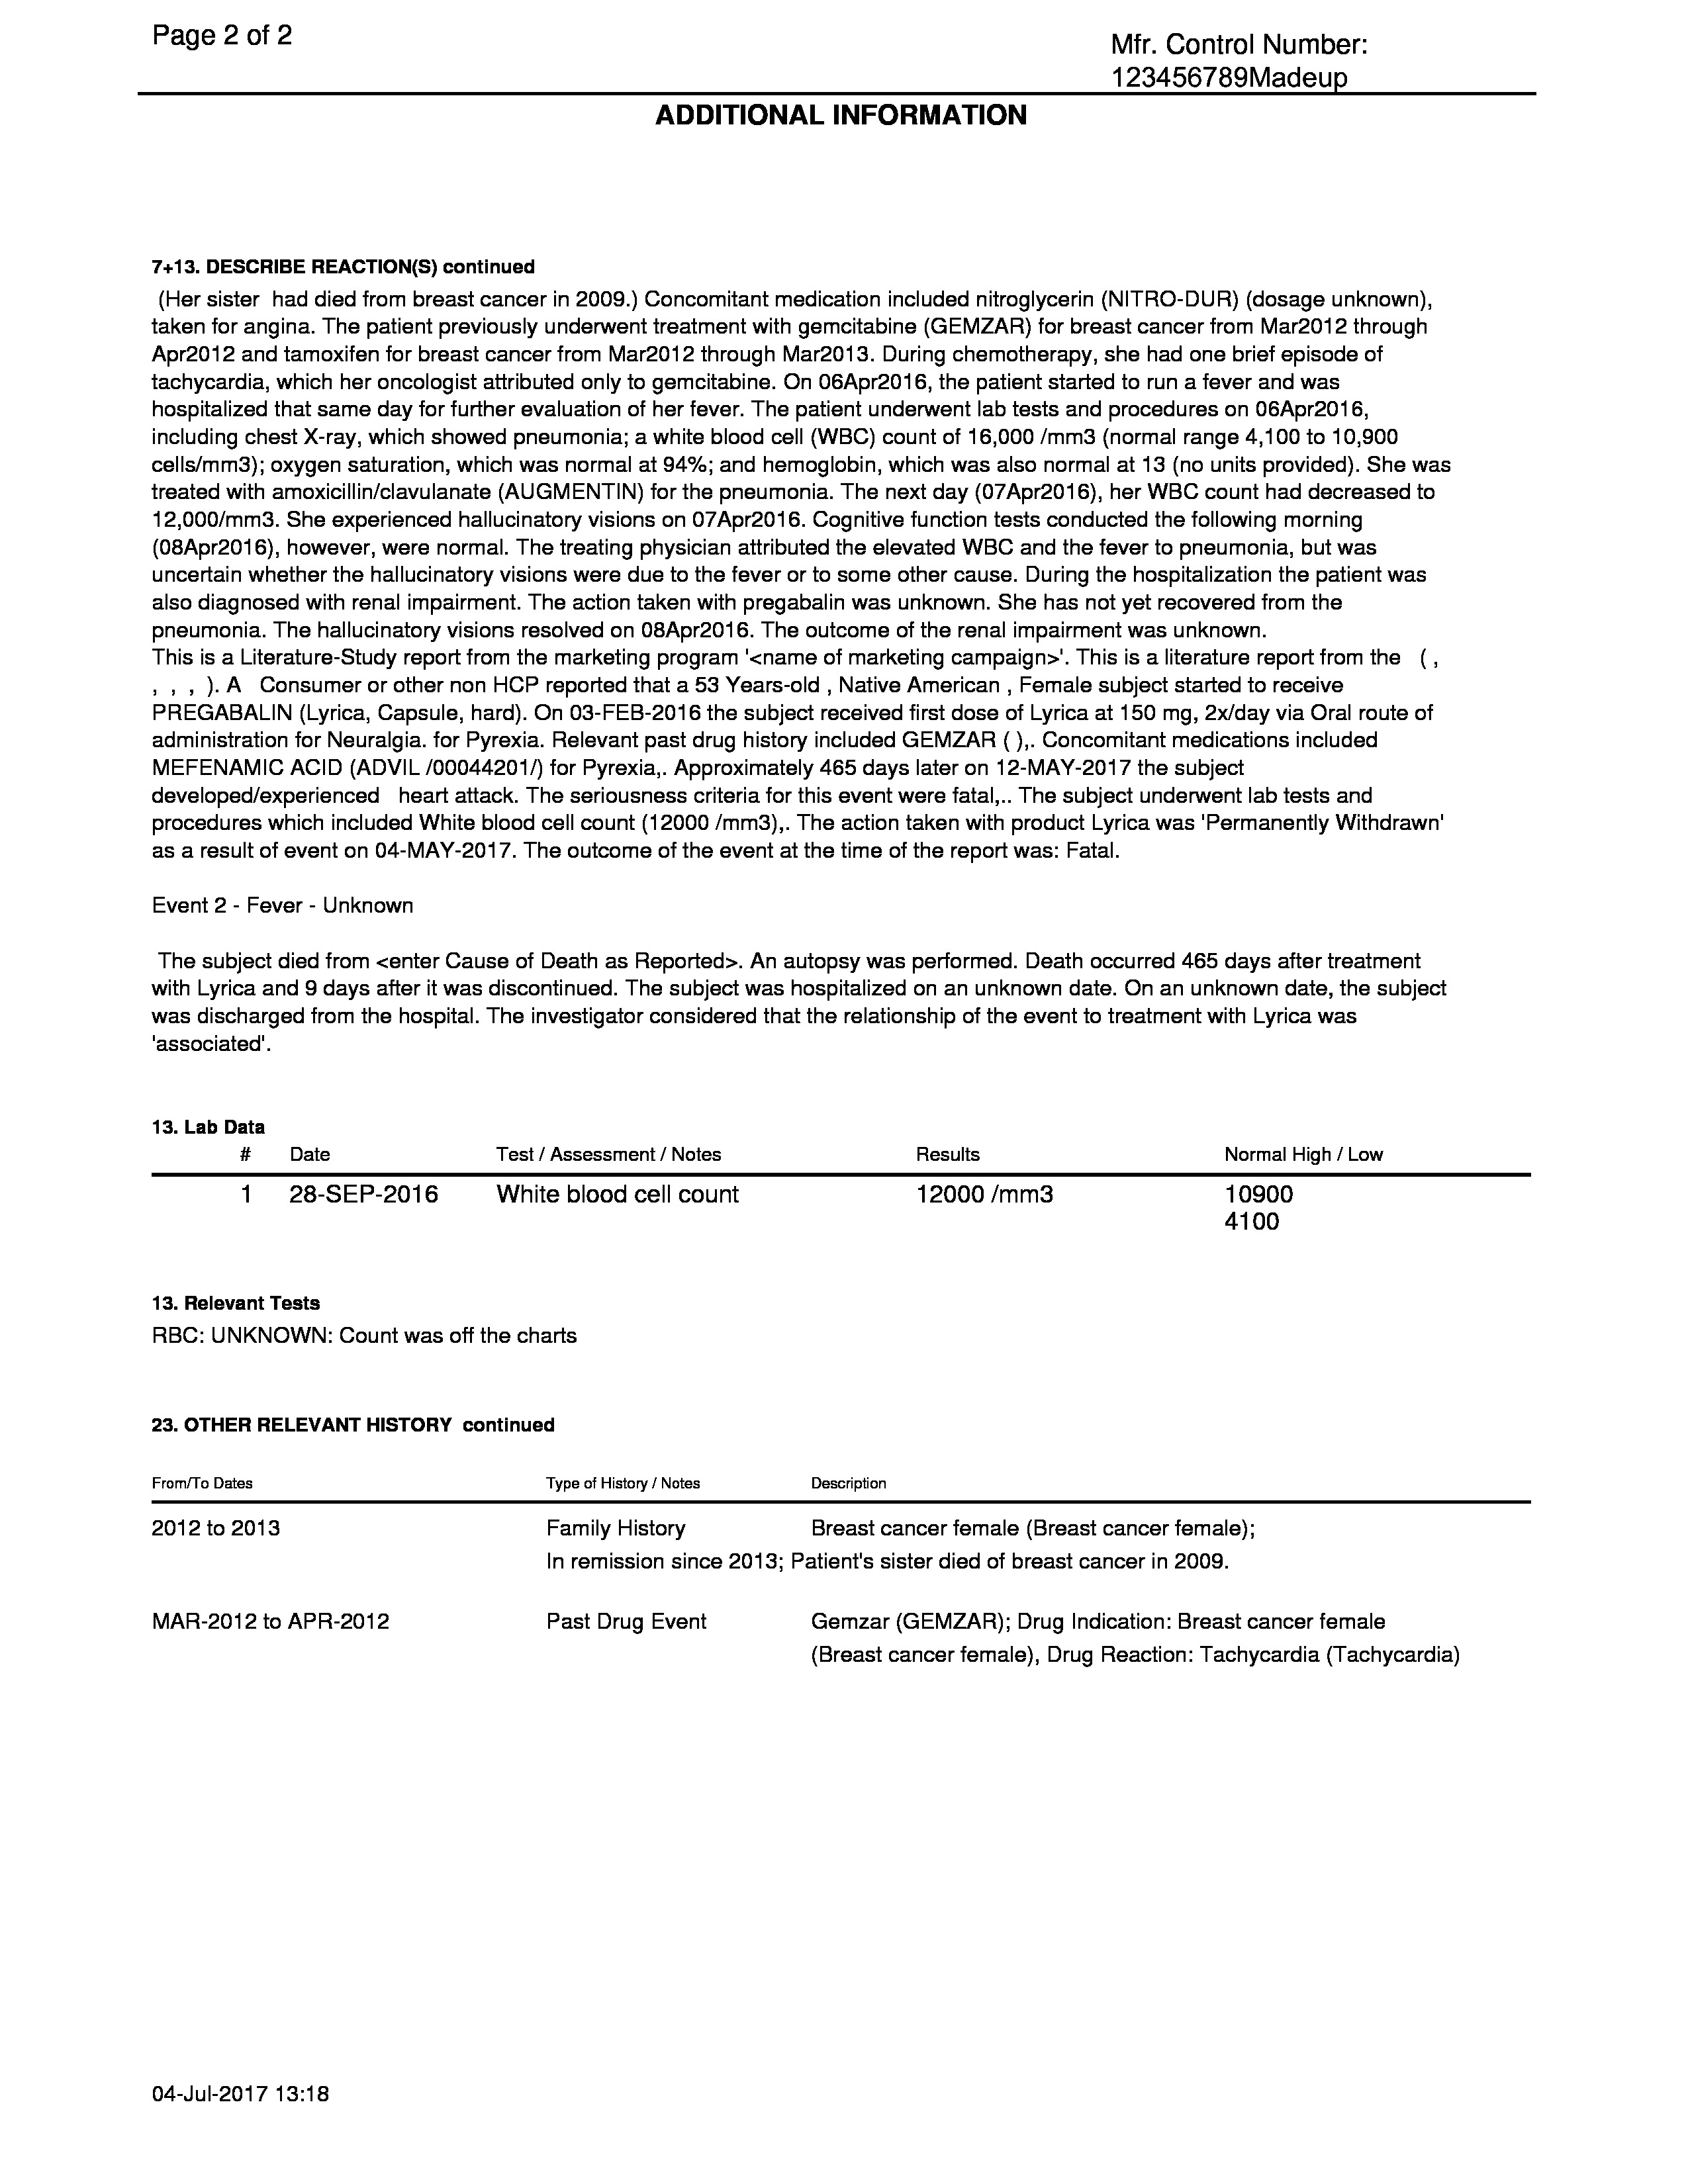 Page 2 of 2
Mfr. Control Number:
123456789Madeup
ADDITIONAL INFORMATION
7+13. DESCRIBE REACTION(S) continued
(Her sister had died from breast cancer in 2009.) Concomitant medication included nitroglycerin (NITRO-DUR) (dosage unknown),
taken for angina. The patient previously underwent treatment with gemcitabine (GEMZAR) for breast cancer from Mar2012 through
Apr2012 and tamoxifen for breast cancer from Mar2012 through Mar2013. During chemotherapy, she had one brief episode of
tachycardia, which her oncologist attributed only to gemcitabine. On 06Apr2016, the patient started to run a fever and was
hospitalized that same day for further evaluation of her fever. The patient underwent lab tests and procedures on 06Apr2016,
including chest X-ray, which showed pneumonia; a white blood cell (WBC) count of 16,000 /mm3 (normal range 4,100 to 10,900
cells/mm3); oxygen saturation, which was normal at 94%; and hemoglobin, which was also normal at 13 (no units provided). She was
treated with amoxicillin/clavulanate (AUGMENTIN) for the pneumonia. The next day (07Apr2016), her WBC count had decreased to
12,000/mm3. She experienced hallucinatory visions on 07Apr2016. Cognitive function tests conducted the following morning
(08Apr2016), however, were normal. The treating physician attributed the elevated WBC and the fever to pneumonia, but was
uncertain whether the hallucinatory visions were due to the fever or to some other cause. During the hospitalization the patient was
also diagnosed with renal impairment. The action taken with pregabalin was unknown. She has not yet recovered from the
pneumonia. The hallucinatory visions resolved on 08Apr2016. The outcome of the renal impairment was unknown.
This is a Literature-Study report from the marketing program '<name of marketing campaign>'. This is a literature report from the ( ,
, , , ). A Consumer or other non HCP reported that a 53 Years-old , Native American , Female subject started to receive
PREGABALIN (Lyrica, Capsule, hard). On 03-FEB-2016 the subject received first dose of Lyrica at 150 mg, 2x/day via Oral route of
administration for Neuralgia. for Pyrexia. Relevant past drug history included GEMZAR ( ),. Concomitant medications included
MEFENAMIC ACID (ADVIL /00044201/) for Pyrexia,. Approximately 465 days later on 12-MAY-2017 the subject
developed/experienced heart attack. The seriousness criteria for this event were fatal,.. The subject underwent lab tests and
procedures which included White blood cell count (12000 /mm3),. The action taken with product Lyrica was 'Permanently Withdrawn'
as a result of event on 04-MAY-2017. The outcome of the event at the time of the report was: Fatal.
Event 2 - Fever - Unknown
The subject died from <enter Cause of Death as Reported>. An autopsy was performed. Death occurred 465 days after treatment
with Lyrica and 9 days after it was discontinued. The subject was hospitalized on an unknown date. On an unknown date, the subject
was discharged from the hospital. The investigator considered that the relationship of the event to treatment with Lyrica was
'associated'.
13. Lab Data
# Date Test / Assessment / Notes Results Normal High / Low
1 28-SEP-2016 White blood cell count 12000 /mm3 10900
4100
13. Relevant Tests
RBC: UNKNOWN: Count was off the charts
23. OTHER RELEVANT HISTORY continued
From/To Dates Type of History / Notes Description
2012 to 2013 Family History Breast cancer female (Breast cancer female);
In remission since 2013; Patient's sister died of breast cancer in 2009.
MAR-2012 to APR-2012 Past Drug Event Gemzar (GEMZAR); Drug Indication: Breast cancer female
(Breast cancer female), Drug Reaction: Tachycardia (Tachycardia)
04-Jul-2017 13:18